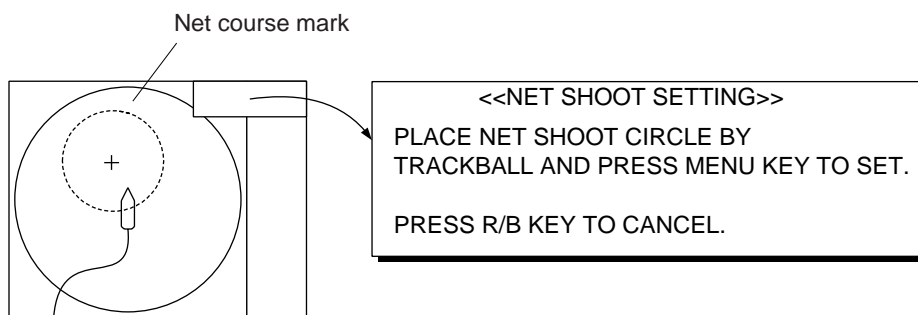 Net course mark
<<NET SHOOT SETTING>>
PLACE NET SHOOT CIRCLE BY
TRACKBALL AND PRESS MENU KEY TO SET.
PRESS R/B KEY TO CANCEL.